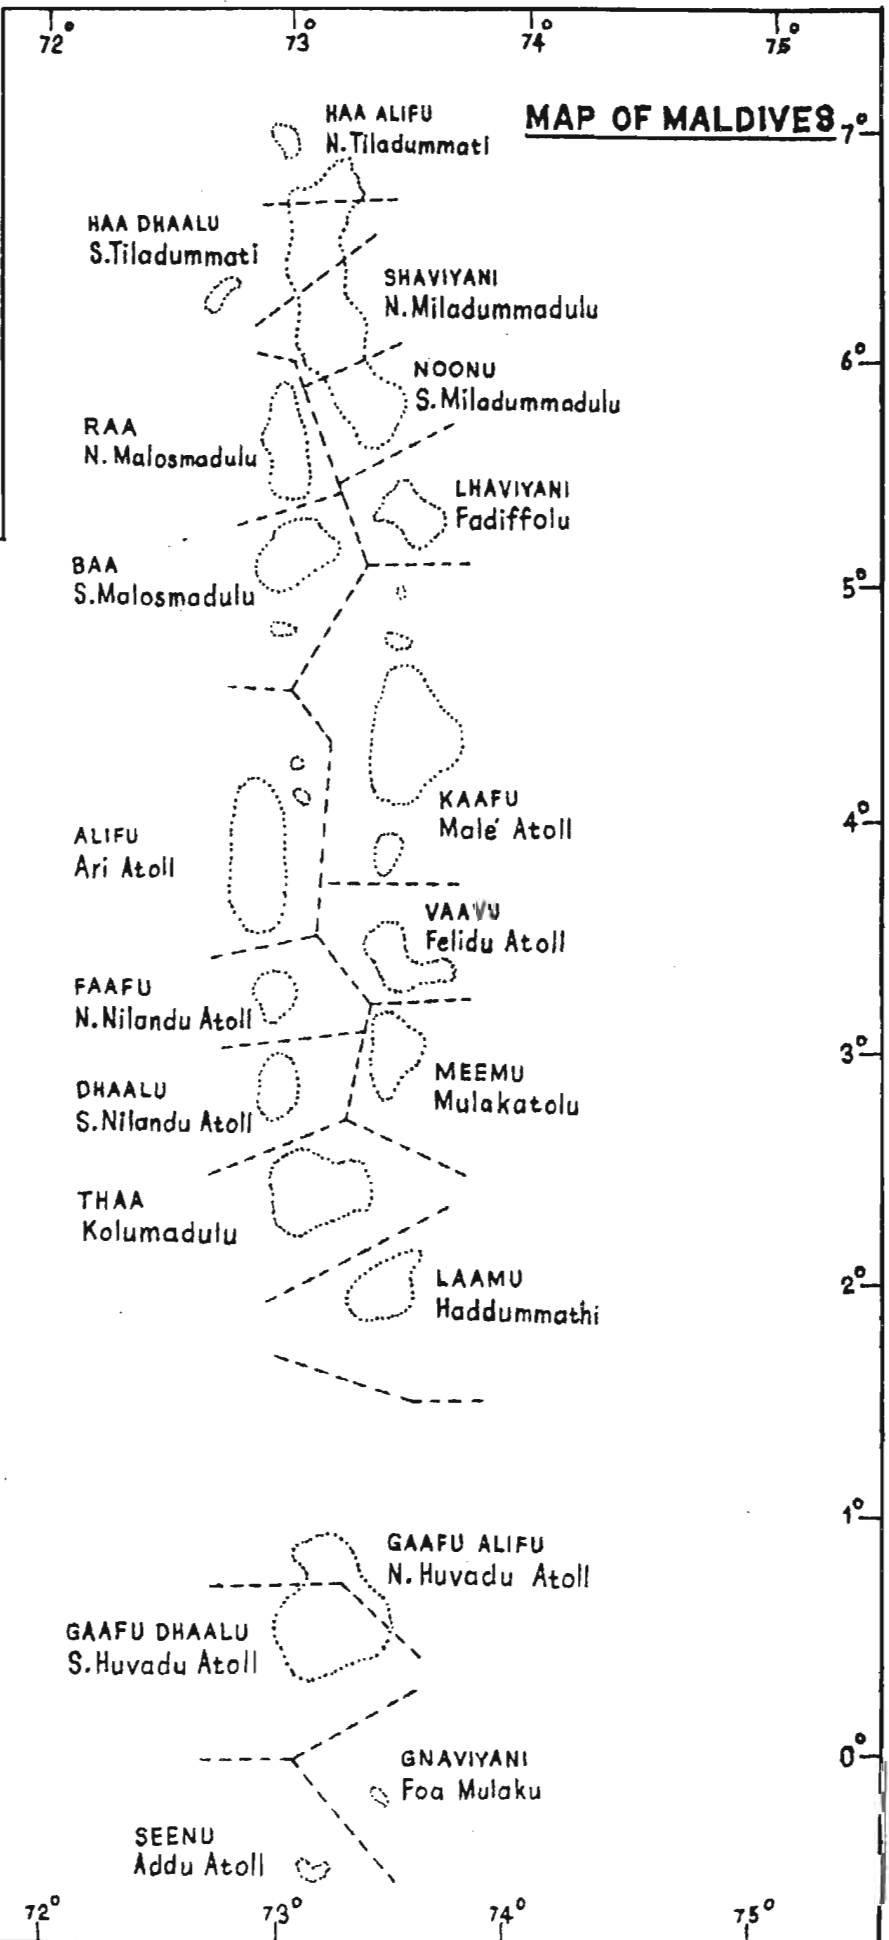 72° 73° 74° 75°
MAP OF MALDIVES
7°
HAA ALIFU
N.Tiladummati
HAA DHAALU
S.Tiladummati
SHAVIYANI
N.Miladummadulu
6°
NOONU
S.Miladummadulu
RAA
N.Malosmadulu
LHAVIYANI
Fadiffolu
BAA
S.Malosmadulu
5°
KAAFU
Malé Atoll
4°
ALIFU
Ari Atoll
VAAVU
Felidu Atoll
FAAFU
N.Nilandu Atoll
3°
MEEMU
Mulakatolu
DHAALU
S.Nilandu Atoll
THAA
Kolumadulu
2°
LAAMU
Haddummathi
1°
GAAFU ALIFU
N.Huvadu Atoll
GAAFU DHAALU
S.Huvadu Atoll
0°
GNAVIYANI
Foa Mulaku
SEENU
Addu Atoll
72° 73° 74° 75°